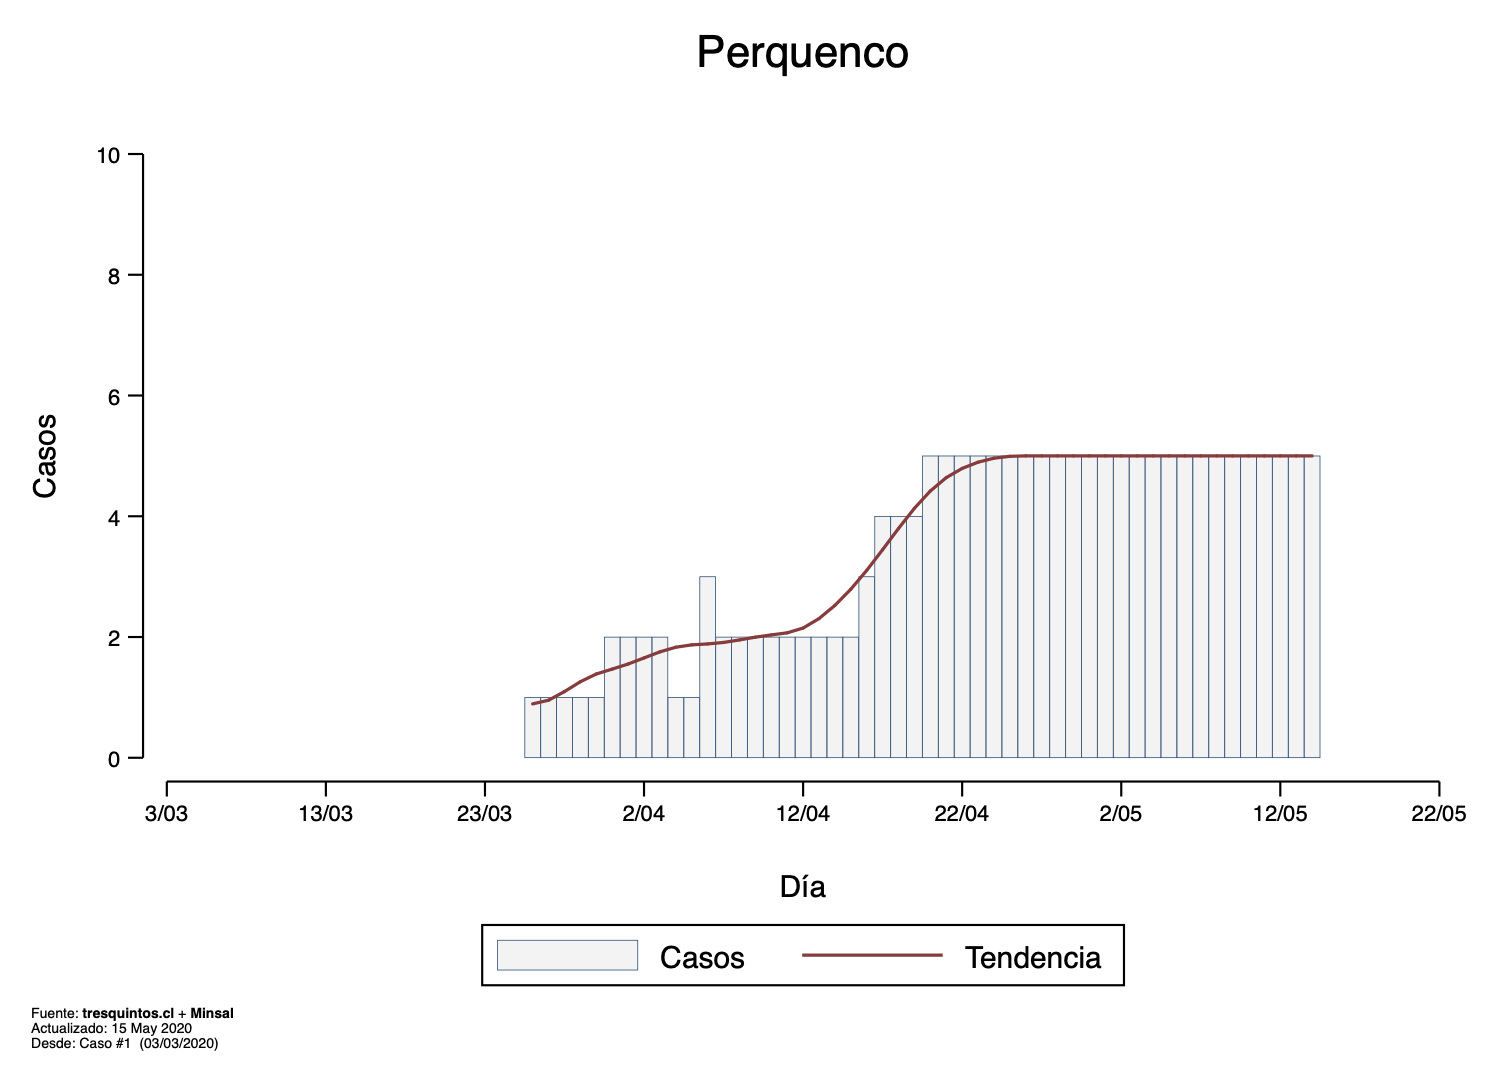 Perquenco
10
8
6
4
2
0
Casos
3/03 13/03 23/03 2/04 12/04 22/04 2/05 12/05 22/05
Día
Casos Tendencia
Fuente: tresquintos.cl + Minsal
Actualizado: 15 May 2020
Desde: Caso #1 (03/03/2020)